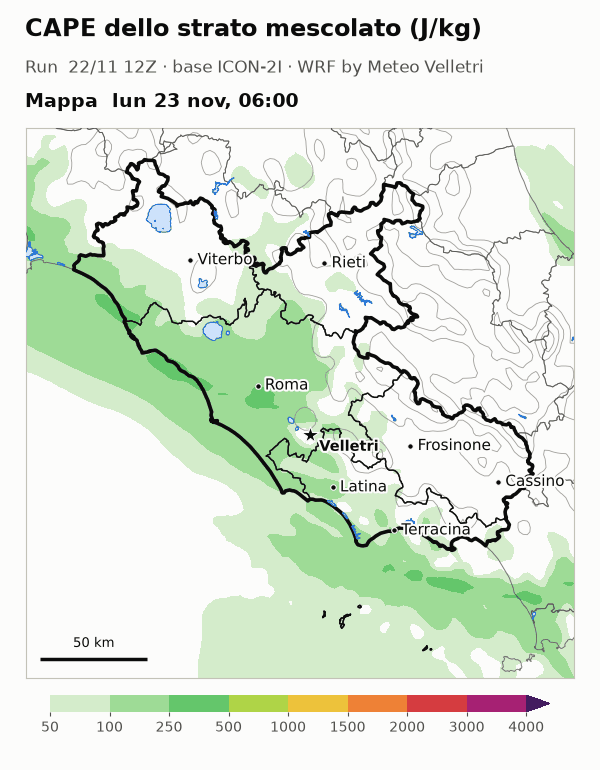 CAPE dello strato mescolato (J/kg)
Run  22/11 12Z · base ICON-2I · WRF by Meteo Velletri
Mappa  lun 23 nov, 06:00
Viterbo
Rieti
Roma
Velletri
Frosinone
Cassino
Latina
Terracina
50 km
50 100 250 500 1000 1500 2000 3000 4000